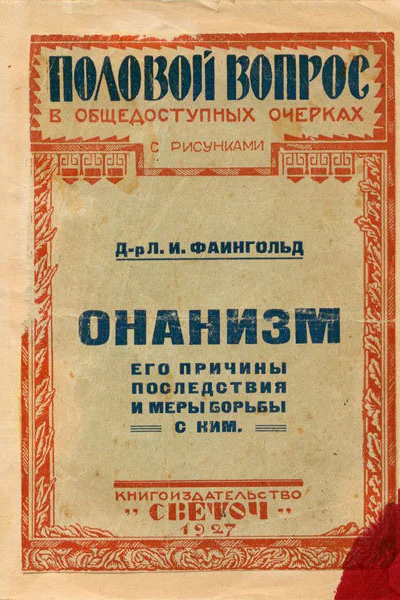 ПОЛОВОЙ ВОПРОС
В ОБЩЕДОСТУПНЫХ ОЧЕРКАХ
С РИСУНКАМИ
Д-р Л. И. ФАИНГОЛЬД
ОНАНИЗМ
ЕГО ПРИЧИНЫ
ПОСЛЕДСТВИЯ
И МЕРЫ БОРЬБЫ
С НИМ.
КНИГОИЗДАТЕЛЬСТВО
"СВЕТОЧ"
1927